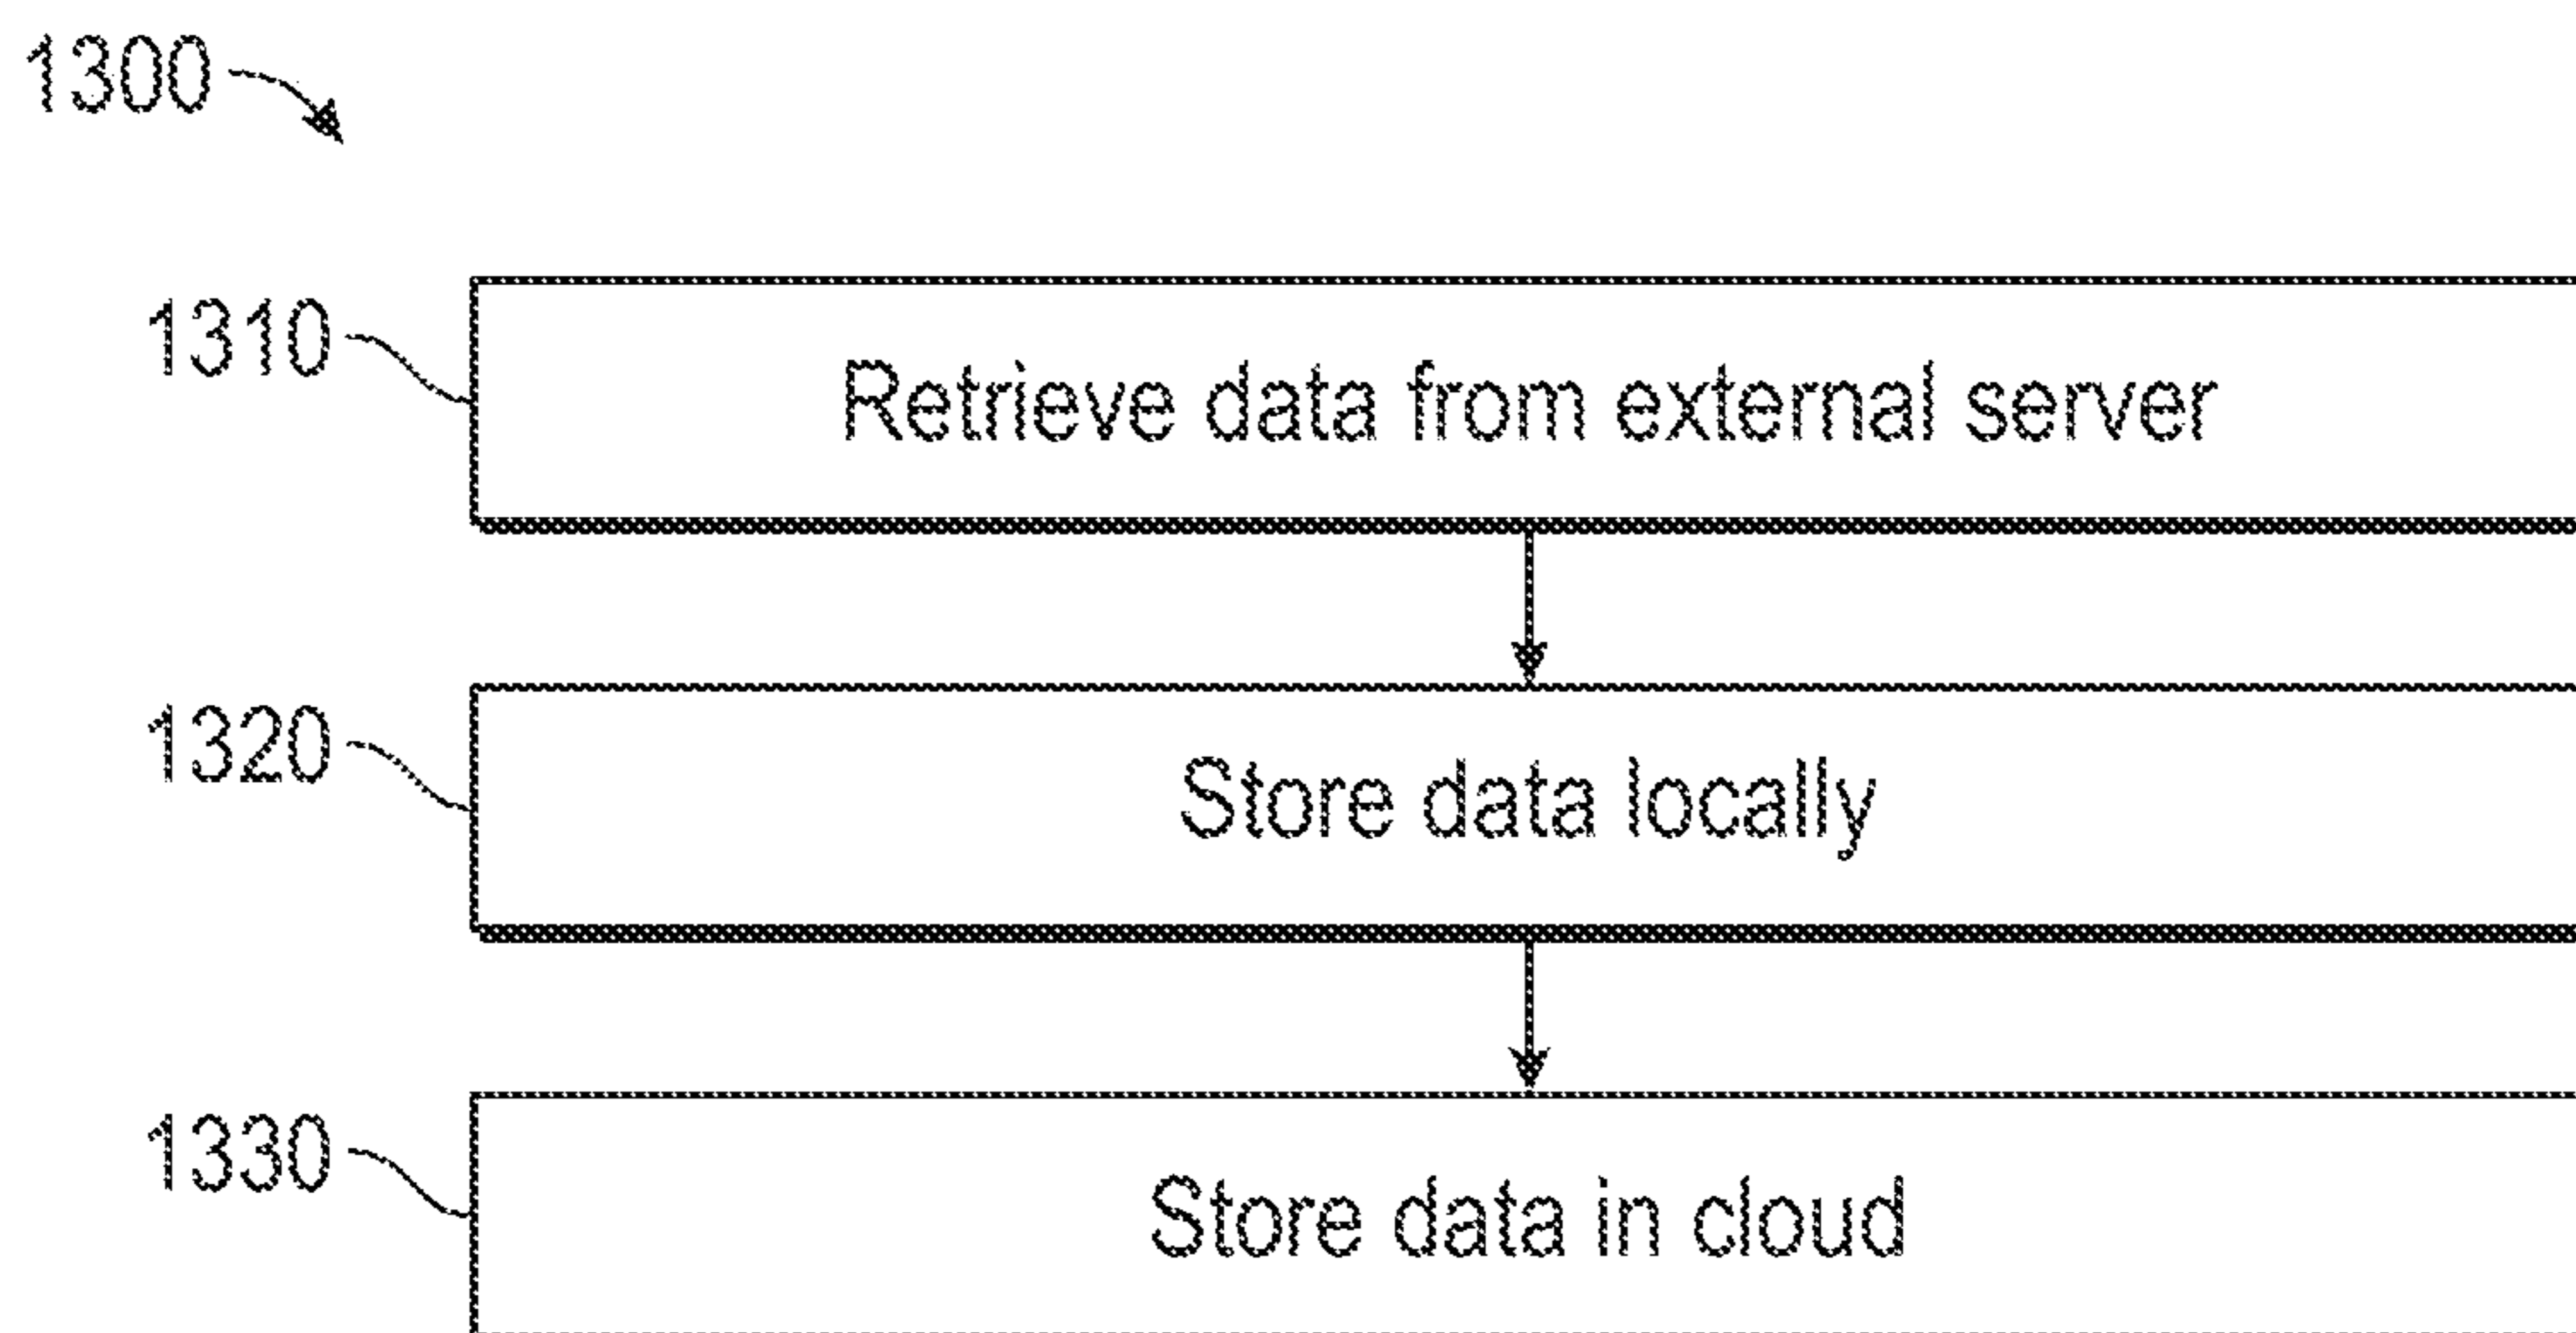 1300
1310
Retrieve data from external server
1320
Store data locally
1330
Store data in cloud